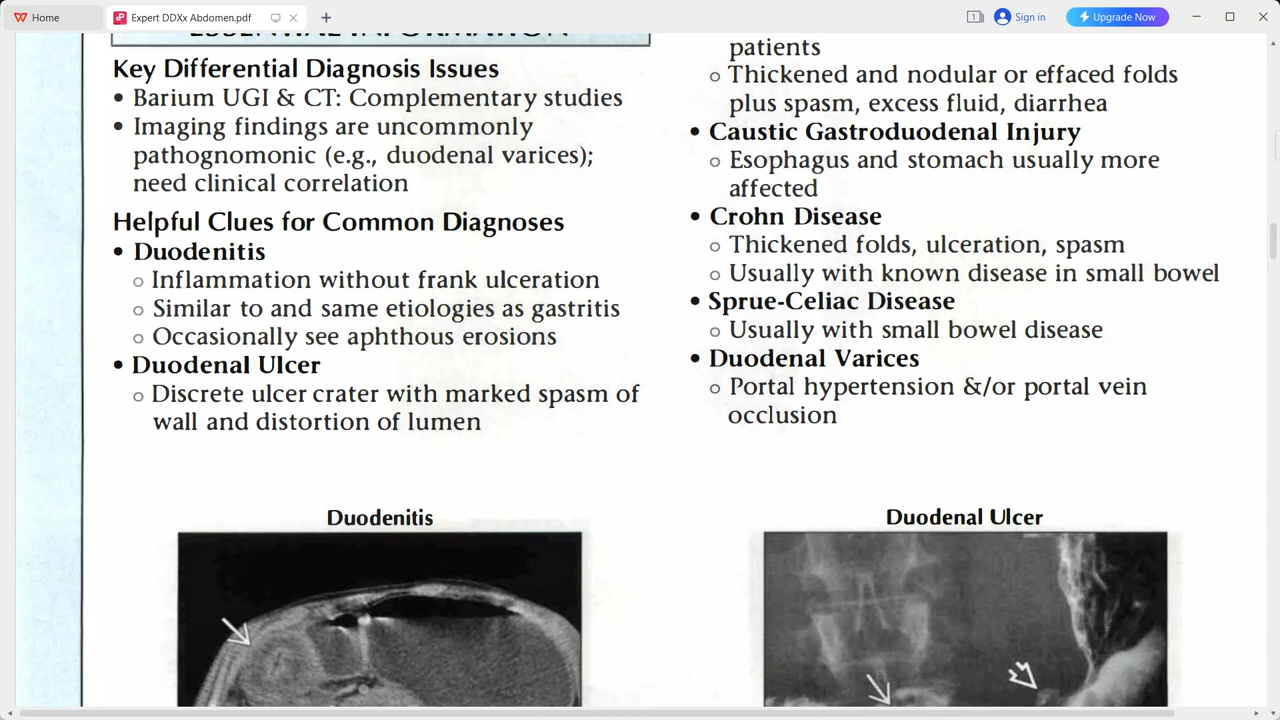 Home
Expert DDXx Abdomen.pdf
1
Sign in
Upgrade Now
ESSENTIAL INFORMATION
Key Differential Diagnosis Issues
• Barium UGI & CT: Complementary studies
• Imaging findings are uncommonly
pathognomonic (e.g., duodenal varices);
need clinical correlation
Helpful Clues for Common Diagnoses
• Duodenitis
○ Inflammation without frank ulceration
○ Similar to and same etiologies as gastritis
○ Occasionally see aphthous erosions
• Duodenal Ulcer
○ Discrete ulcer crater with marked spasm of
wall and distortion of lumen
patients
○ Thickened and nodular or effaced folds
plus spasm, excess fluid, diarrhea
• Caustic Gastroduodenal Injury
○ Esophagus and stomach usually more
affected
• Crohn Disease
○ Thickened folds, ulceration, spasm
○ Usually with known disease in small bowel
• Sprue-Celiac Disease
○ Usually with small bowel disease
• Duodenal Varices
○ Portal hypertension &/or portal vein
occlusion
Duodenitis
Duodenal Ulcer